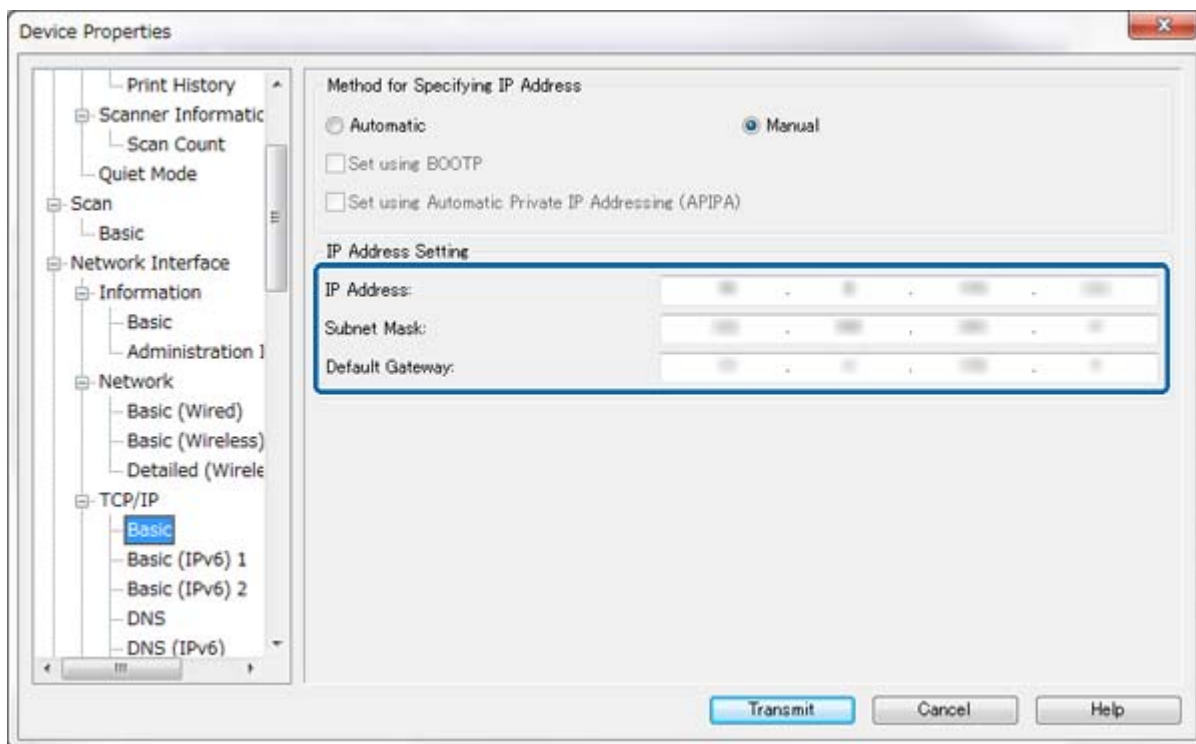 Device Properties
Print History
Scanner Informatic
Scan Count
Quiet Mode
Scan
Basic
Network Interface
Information
Basic
Administration I
Network
Basic (Wired)
Basic (Wireless)
Detailed (Wirele
TCP/IP
Basic
Basic (IPv6) 1
Basic (IPv6) 2
DNS
DNS (IPv6)
Method for Specifying IP Address
Automatic
Manual
Set using BOOTP
Set using Automatic Private IP Addressing (APIPA)
IP Address Setting
IP Address:
Subnet Mask:
Default Gateway:
Transmit
Cancel
Help